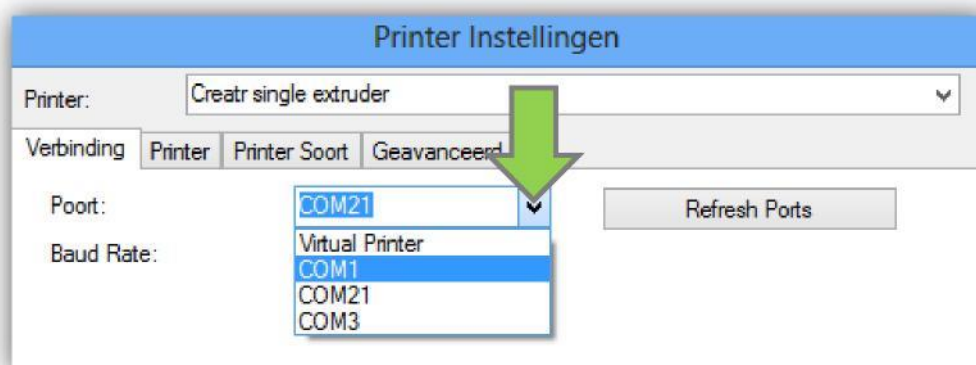 Printer Instellingen
Printer: Creatr single extruder
Verbinding Printer Printer Soort Geavanceerd
Poort: COM21 Refresh Ports
Virtual Printer
Baud Rate:
COM1
COM21
COM3